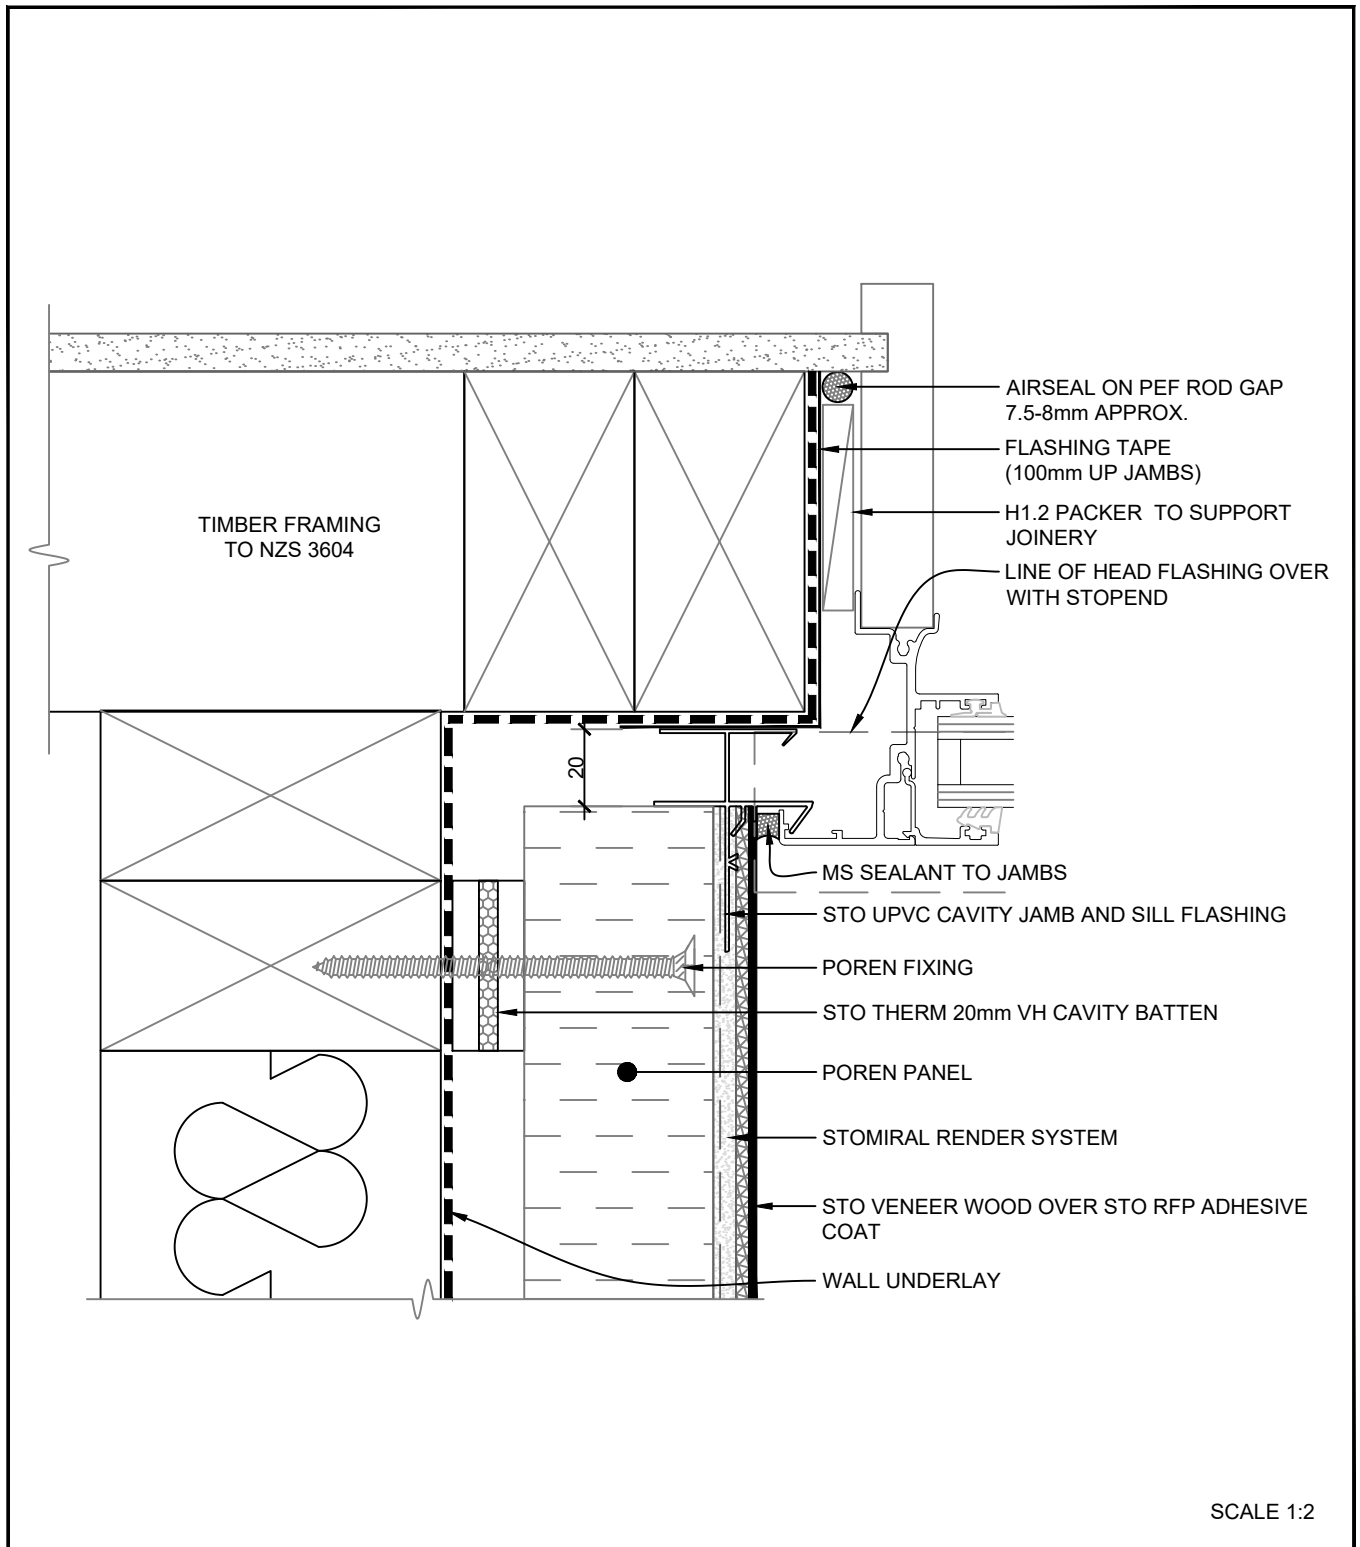 AIRSEAL ON PEF ROD GAP
7.5-8mm APPROX.
FLASHING TAPE
(100mm UP JAMBS)
H1.2 PACKER TO SUPPORT
JOINERY
TIMBER FRAMING
TO NZS 3604
LINE OF HEAD FLASHING OVER
WITH STOPEND
20
MS SEALANT TO JAMBS
STO UPVC CAVITY JAMB AND SILL FLASHING
POREN FIXING
STO THERM 20mm VH CAVITY BATTEN
POREN PANEL
STOMIRAL RENDER SYSTEM
STO VENEER WOOD OVER STO RFP ADHESIVE
COAT
WALL UNDERLAY
SCALE 1:2